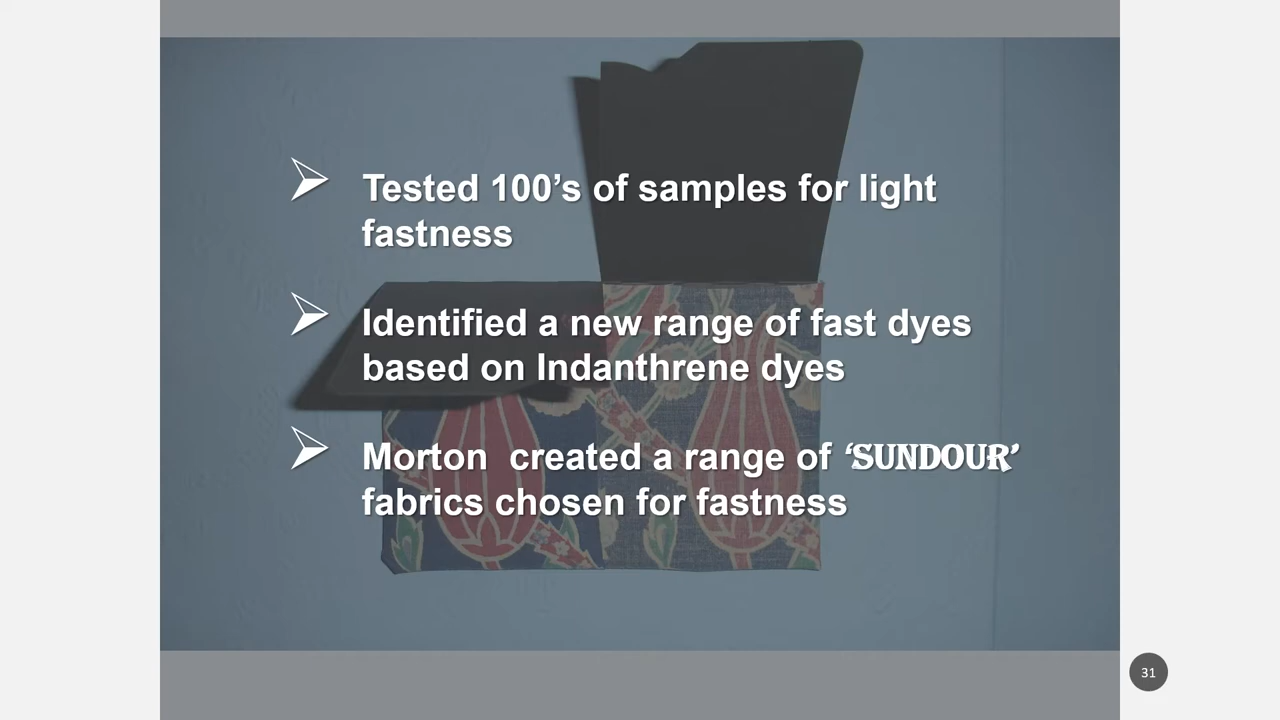 Tested 100’s of samples for light
fastness
Identified a new range of fast dyes
based on Indanthrene dyes
Morton  created a range of ‘SUNDOUR’
fabrics chosen for fastness
31